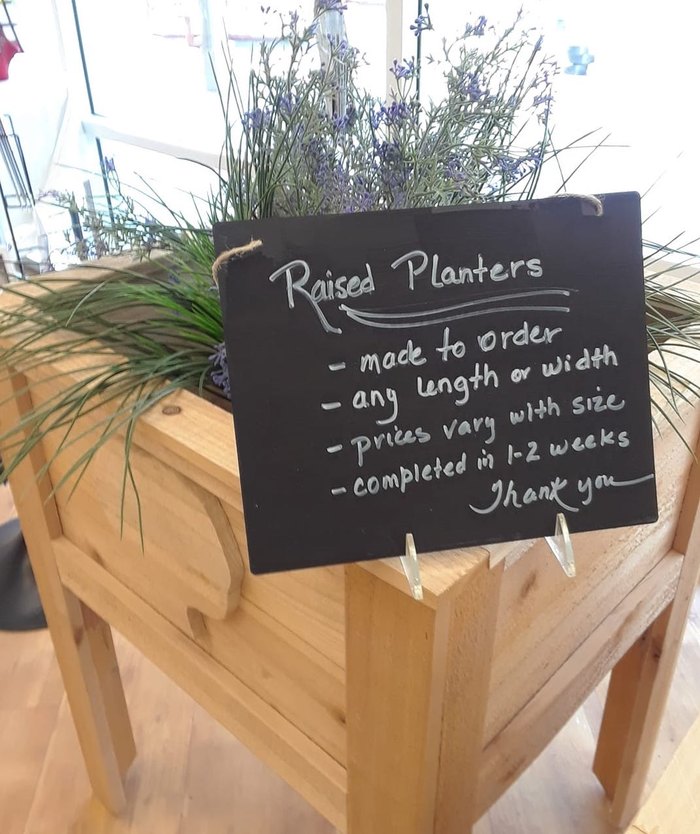 Raised Planters
- made to order
- any length or width
- prices vary with size
- completed in 1-2 weeks
Thank you